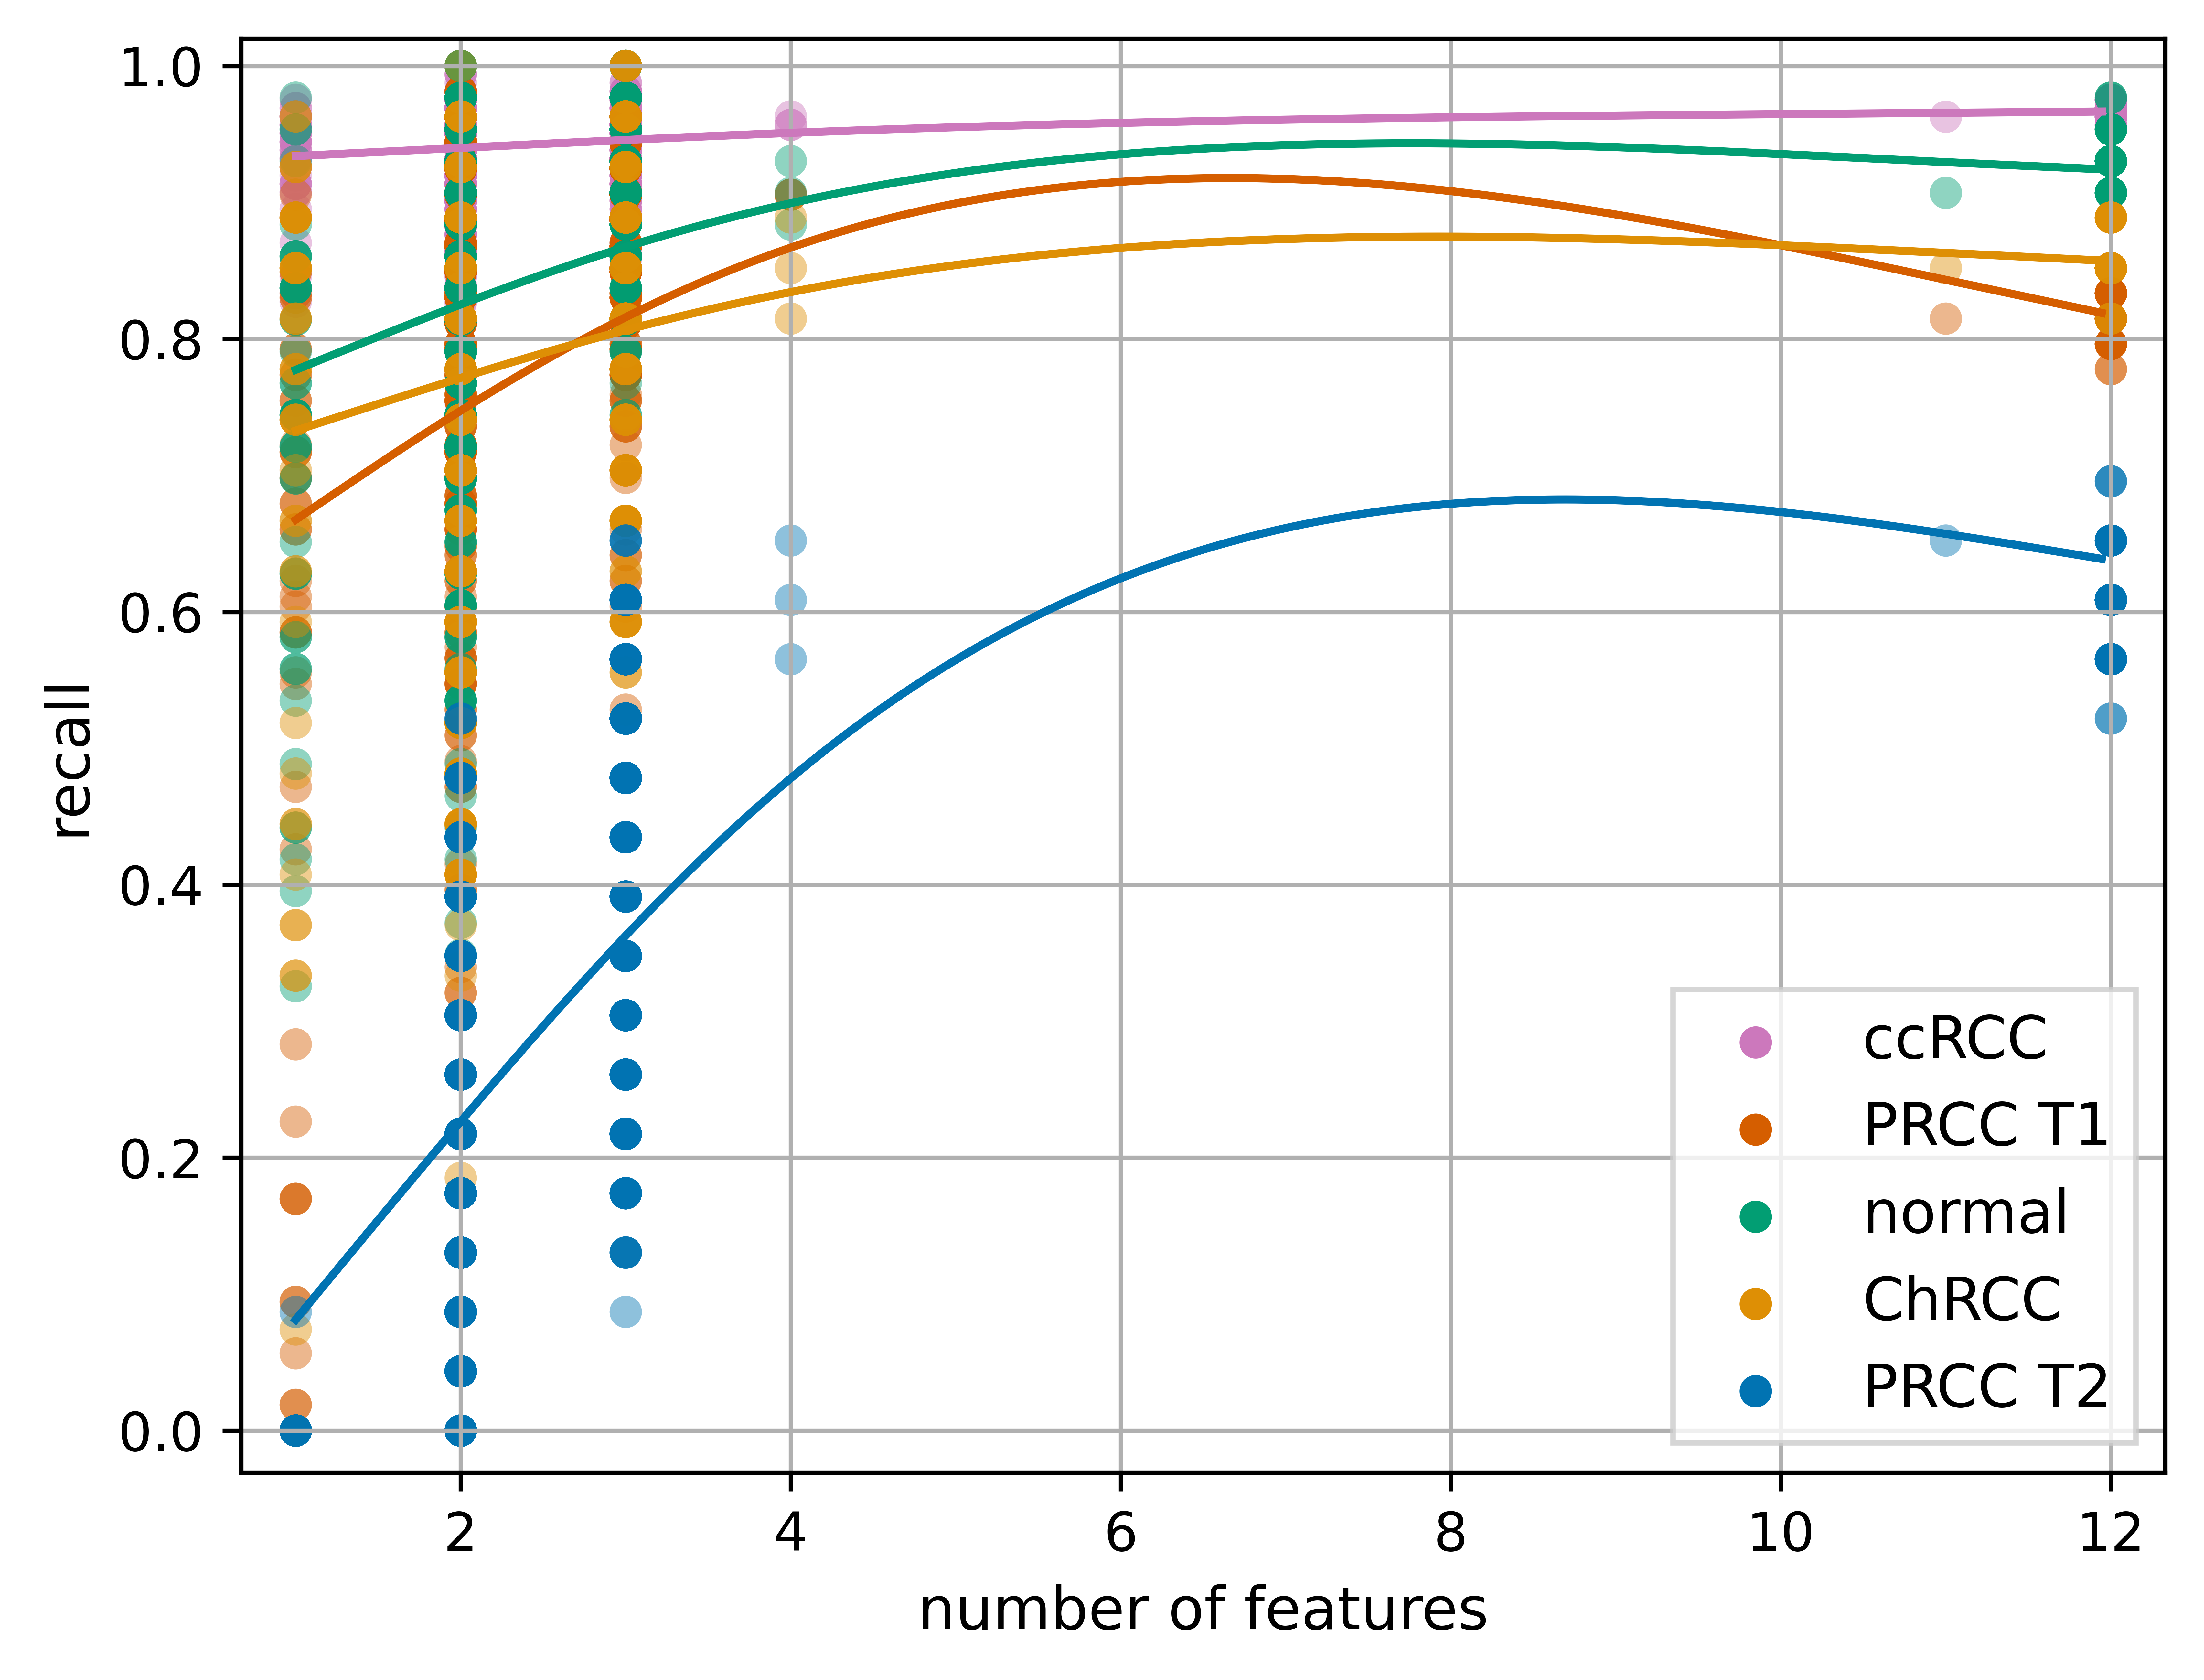 1.0
0.8
0.6
0.4
0.2
0.0
recall
ccRCC
PRCC T1
normal
ChRCC
PRCC T2
2 4 6 8 10 12
number of features